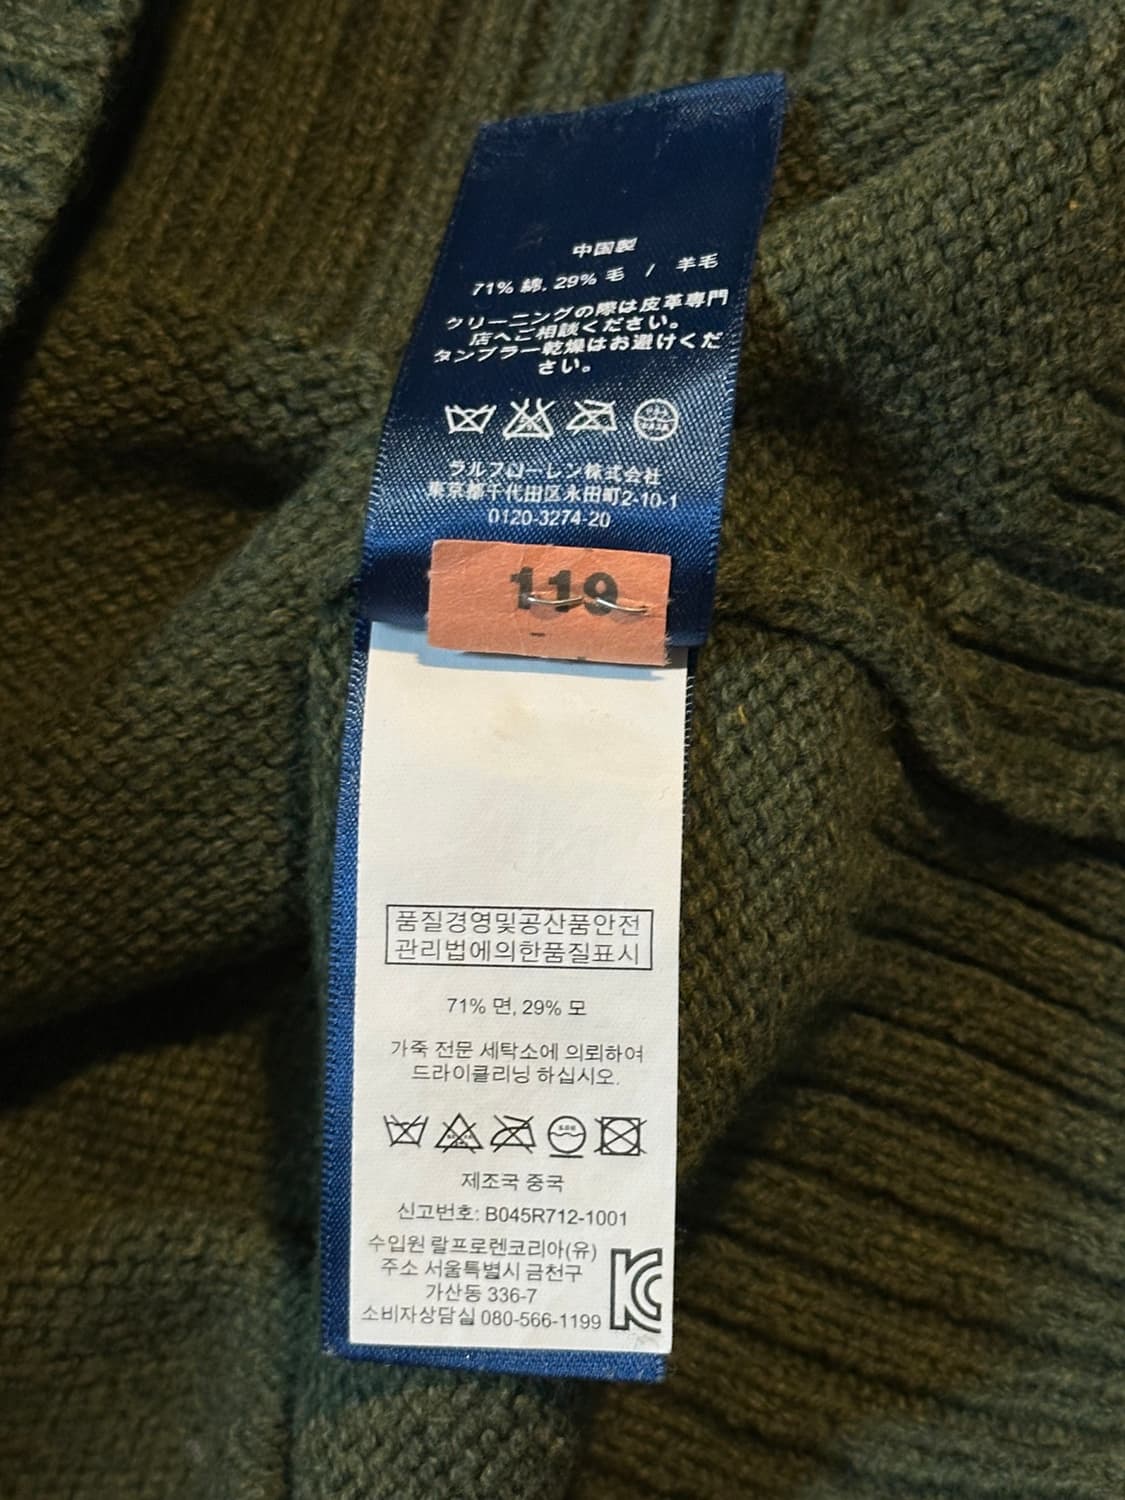 中国製
71% 綿, 29% 毛 / 羊毛
クリーニングの際は皮革専門
店へご相談ください。
タンブラー乾燥はお避けくだ
さい。
ラルフローレン株式会社
東京都千代田区永田町2-10-1
0120-3274-20
119
품질경영및공산품안전
관리법에의한품질표시
71% 면, 29% 모
가죽 전문 세탁소에 의뢰하여
드라이클리닝 하십시오.
제조국 중국
신고번호: B045R712-1001
수입원 랄프로렌코리아(유)
주소 서울특별시 금천구
가산동 336-7
소비자상담실 080-566-1199
KC